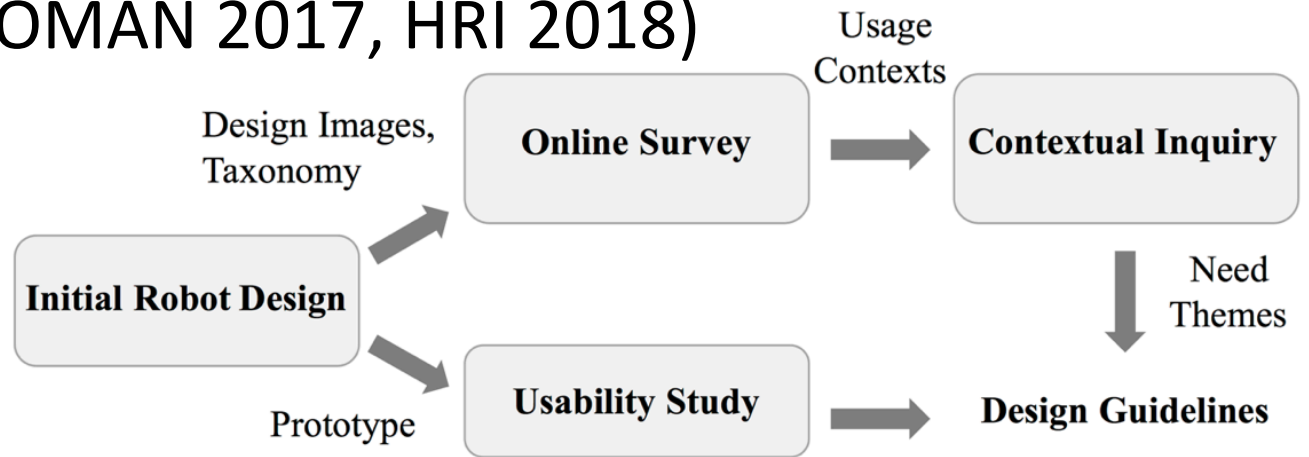 OMAN 2017, HRI 2018)
Usage
Contexts
Design Images,
Taxonomy
Online Survey
Contextual Inquiry
Initial Robot Design
Need
Themes
Prototype
Usability Study
Design Guidelines